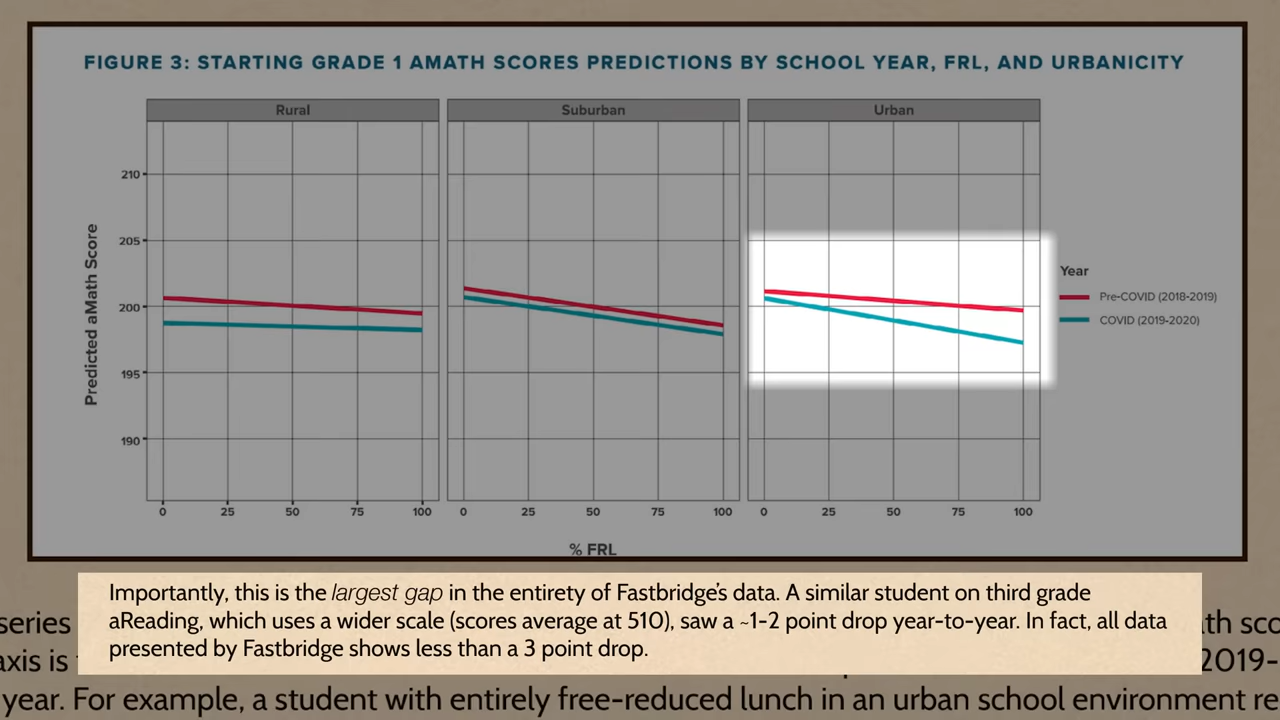 FIGURE 3: STARTING GRADE 1 AMATH SCORES PREDICTIONS BY SCHOOL YEAR, FRL, AND URBANICITY
Rural Suburban Urban
Predicted aMath Score
210
205
200
195
190
0 25 50 75 100 0 25 50 75 100 0 25 50 75 100
% FRL
Year
Pre-COVID (2018-2019)
COVID (2019-2020)
Importantly, this is the largest gap in the entirety of Fastbridge's data. A similar student on third grade
aReading, which uses a wider scale (scores average at 510), saw a ~1-2 point drop year-to-year. In fact, all data
presented by Fastbridge shows less than a 3 point drop.
series
axis is 2019-
year. For example, a student with entirely free-reduced lunch in an urban school environment re